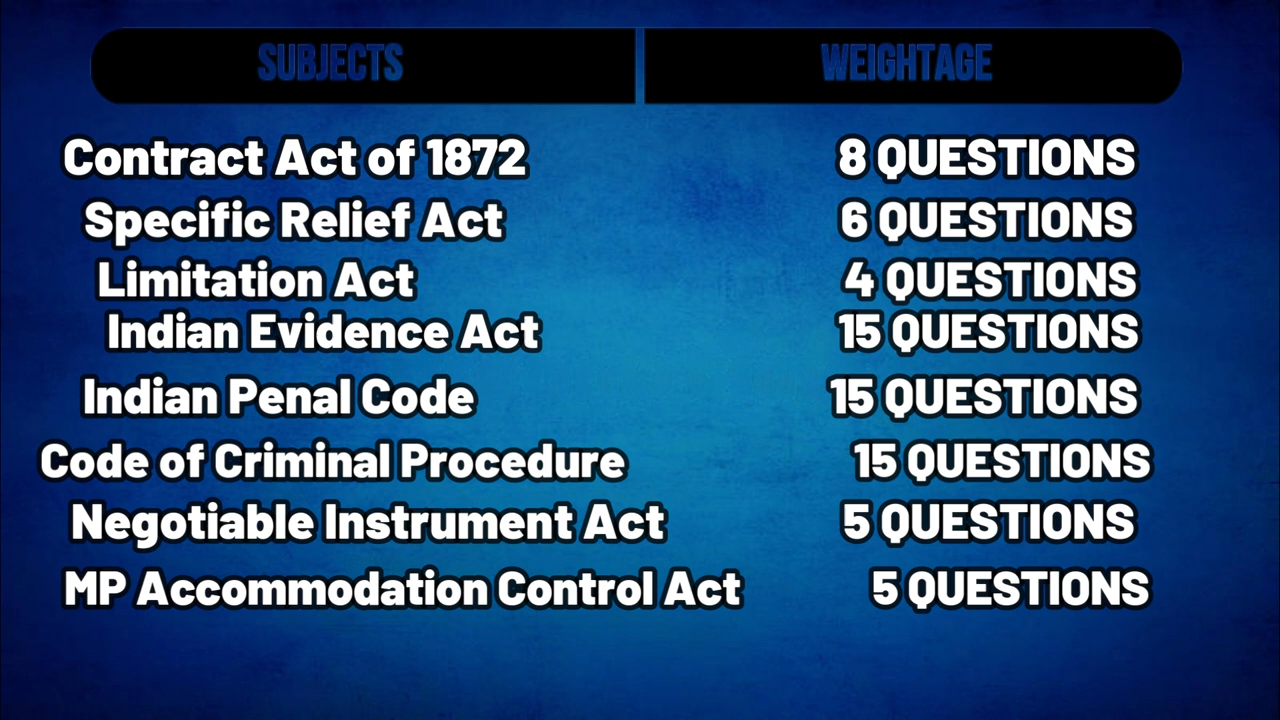 SUBJECTS WEIGHTAGE
Contract Act of 1872 8 QUESTIONS
Specific Relief Act 6 QUESTIONS
Limitation Act 4 QUESTIONS
Indian Evidence Act 15 QUESTIONS
Indian Penal Code 15 QUESTIONS
Code of Criminal Procedure 15 QUESTIONS
Negotiable Instrument Act 5 QUESTIONS
MP Accommodation Control Act 5 QUESTIONS